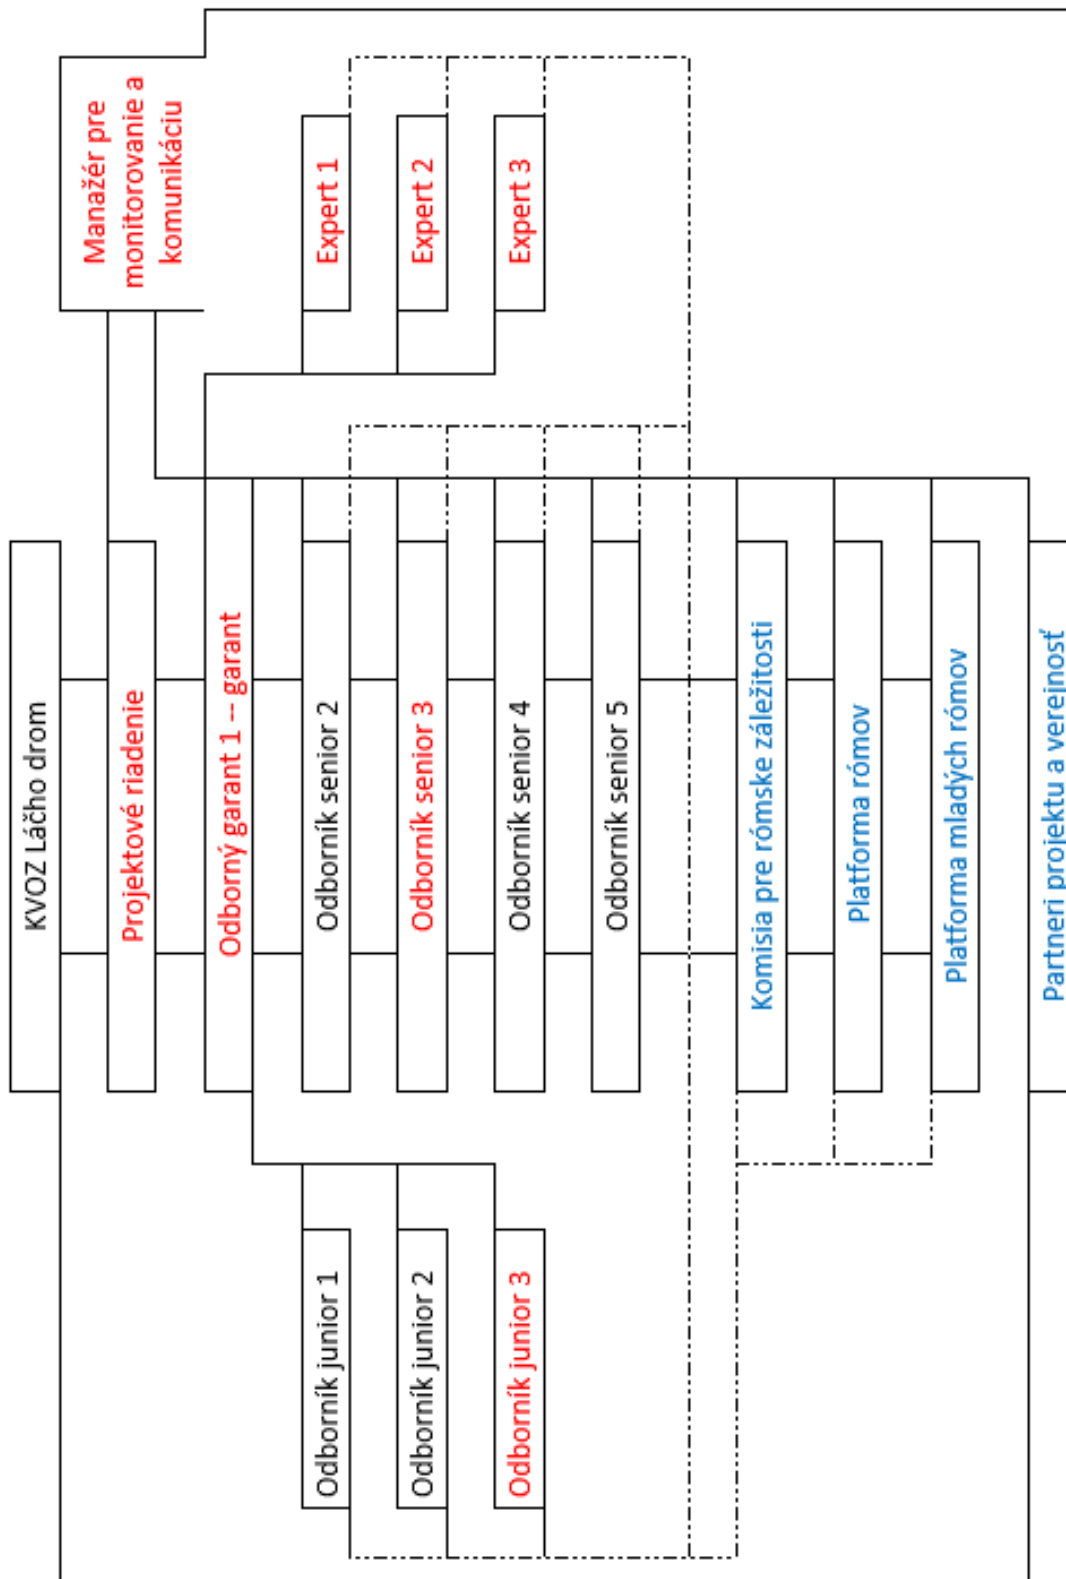 KVOZ Láčho drom
Projektové riadenie
Manažér pre
monitorovanie a
komunikáciu
Odborný garant 1 -- garant
Odborník junior 1
Odborník senior 2
Expert 1
Odborník junior 2
Odborník senior 3
Expert 2
Odborník junior 3
Odborník senior 4
Expert 3
Odborník senior 5
Komisia pre rómske záležitosti
Platforma rómov
Platforma mladých rómov
Partneri projektu a verejnosť